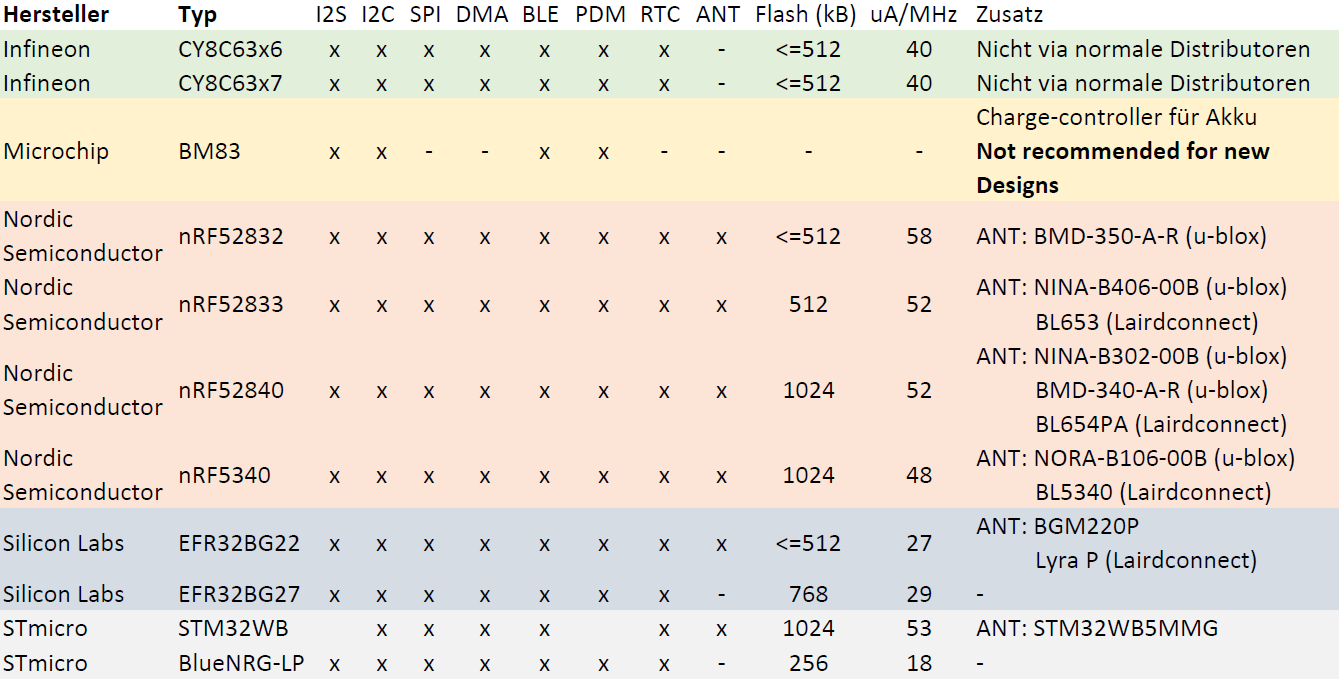 Hersteller Typ I2S I2C SPI DMA BLE PDM RTC ANT Flash (kB) uA/MHz Zusatz
Infineon CY8C63x6 x x x x x x x - <=512 40 Nicht via normale Distributoren
Infineon CY8C63x7 x x x x x x x - <=512 40 Nicht via normale Distributoren
Charge-controller für Akku
Microchip BM83 x x - - x x - - - - Not recommended for new
Designs
Nordic
Semiconductor nRF52832 x x x x x x x x <=512 58 ANT: BMD-350-A-R (u-blox)
Nordic
Semiconductor nRF52833 x x x x x x x x 512 52 ANT: NINA-B406-00B (u-blox)
BL653 (Lairdconnect)
Nordic
Semiconductor nRF52840 x x x x x x x x 1024 52 ANT: NINA-B302-00B (u-blox)
BMD-340-A-R (u-blox)
BL654PA (Lairdconnect)
Nordic
Semiconductor nRF5340 x x x x x x x x 1024 48 ANT: NORA-B106-00B (u-blox)
BL5340 (Lairdconnect)
Silicon Labs EFR32BG22 x x x x x x x x <=512 27 ANT: BGM220P
Lyra P (Lairdconnect)
Silicon Labs EFR32BG27 x x x x x x x - 768 29 -
STmicro STM32WB x x x x x x 1024 53 ANT: STM32WB5MMG
STmicro BlueNRG-LP x x x x x x x - 256 18 -